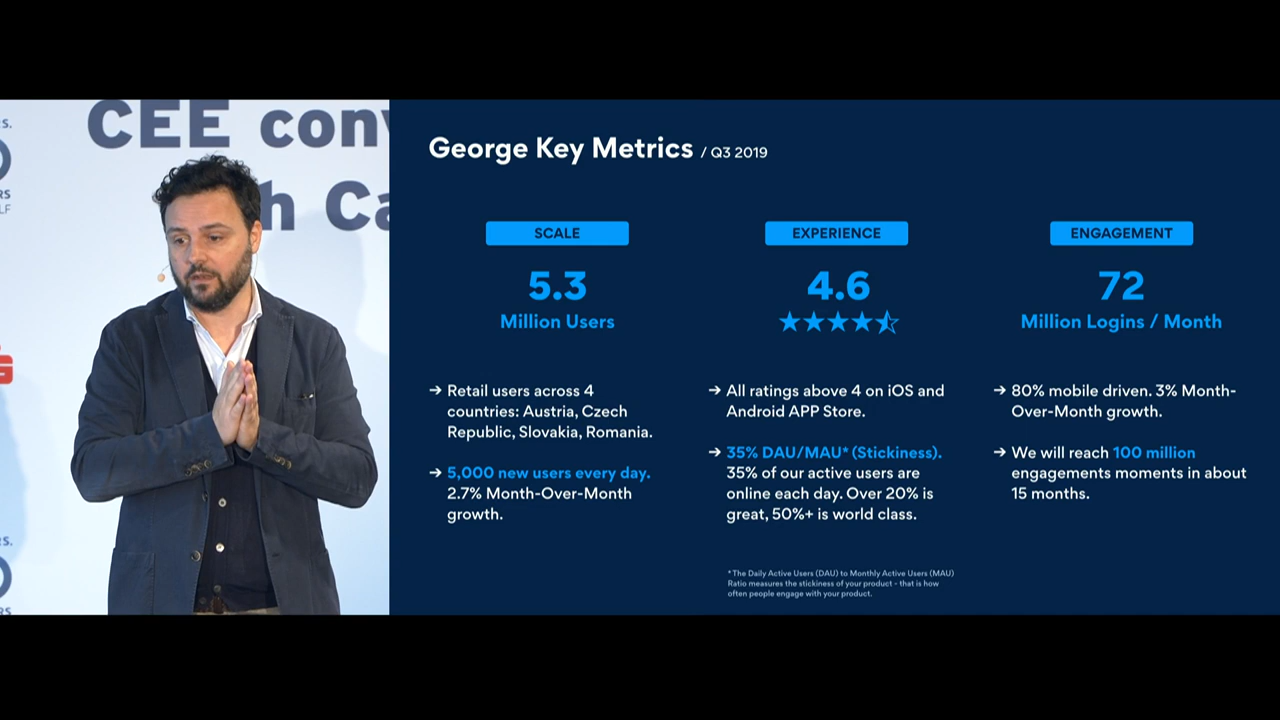 CEE con
h Ca
S.
RS
LF
S.
RS
George Key Metrics / Q3 2019
SCALE
5.3
Million Users
→ Retail users across 4
countries: Austria, Czech
Republic, Slovakia, Romania.
→ 5,000 new users every day.
2.7% Month-Over-Month
growth.
EXPERIENCE
4.6
→ All ratings above 4 on iOS and
Android APP Store.
→ 35% DAU/MAU* (Stickiness).
35% of our active users are
online each day. Over 20% is
great, 50%+ is world class.
* The Daily Active Users (DAU) to Monthly Active Users (MAU)
Ratio measures the stickiness of your product - that is how
often people engage with your product.
ENGAGEMENT
72
Million Logins / Month
→ 80% mobile driven. 3% Month-
Over-Month growth.
→ We will reach 100 million
engagements moments in about
15 months.